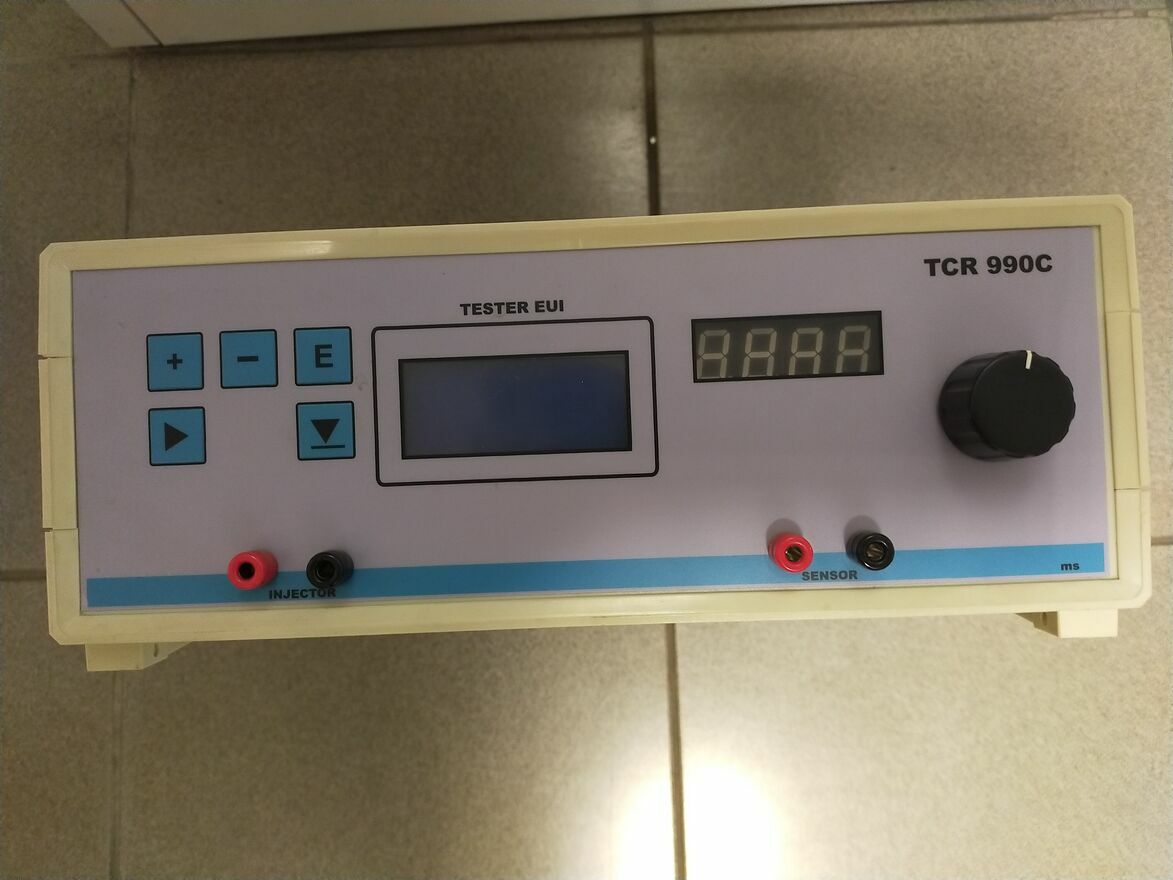 TCR 990C
TESTER EUI
+ - E
INJECTOR
SENSOR
ms